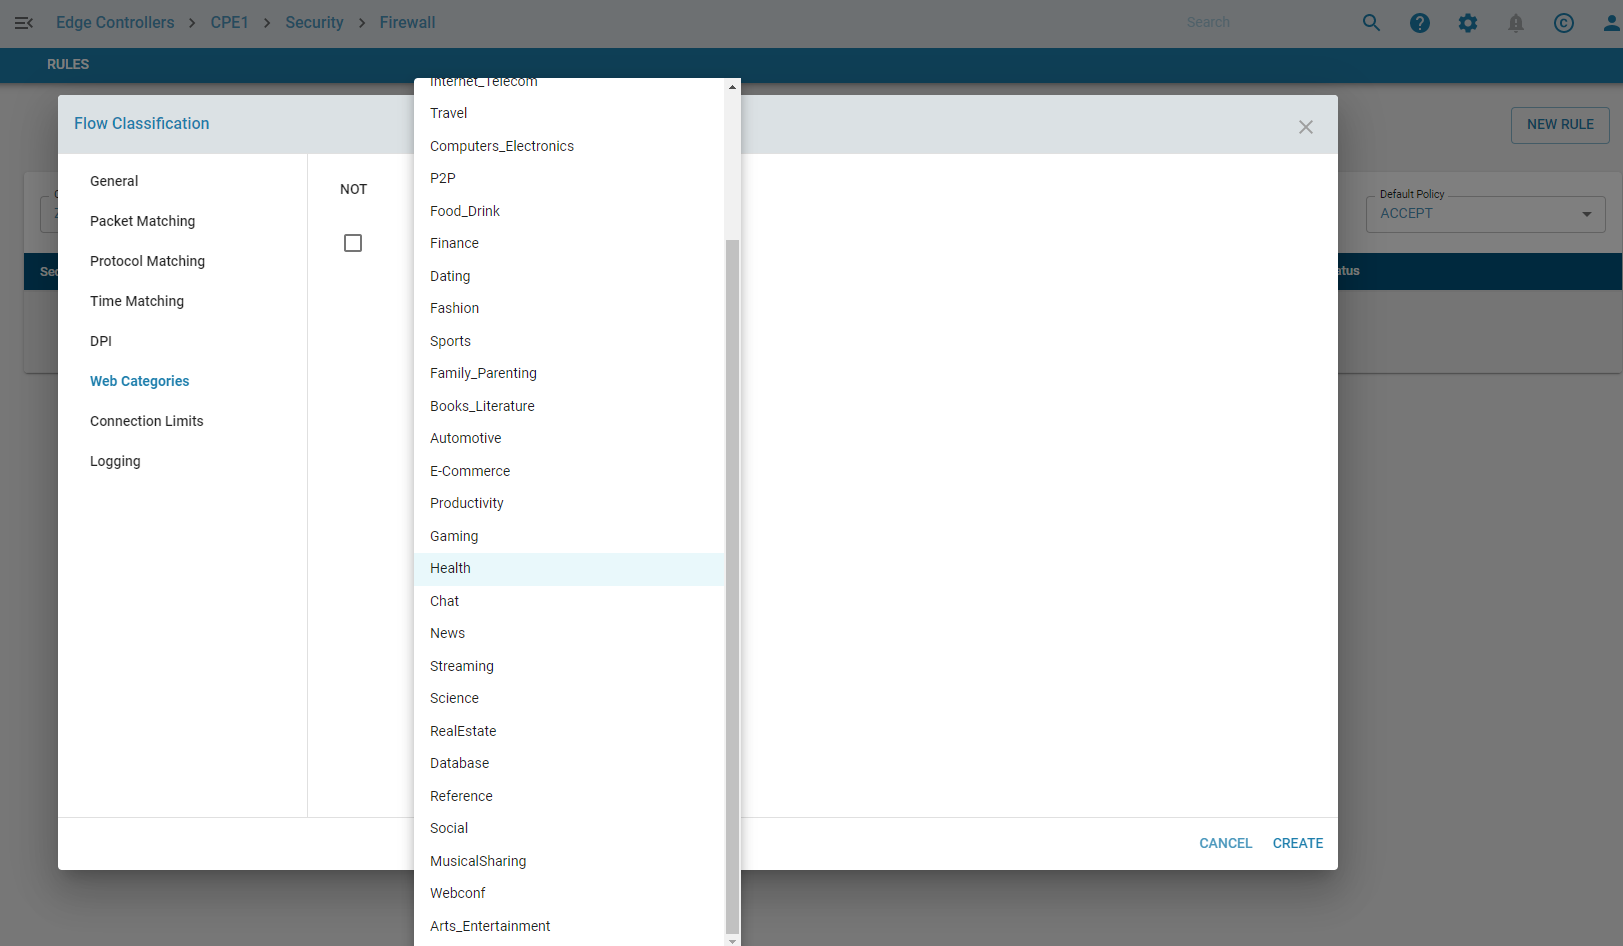 Edge Controllers > CPE1 > Security > Firewall
Search
RULES
Flow Classification
NEW RULE
General
Packet Matching
Protocol Matching
Time Matching
DPI
Web Categories
Connection Limits
Logging
NOT
Internet_Telecom
Travel
Computers_Electronics
P2P
Food_Drink
Finance
Dating
Fashion
Sports
Family_Parenting
Books_Literature
Automotive
E-Commerce
Productivity
Gaming
Health
Chat
News
Streaming
Science
RealEstate
Database
Reference
Social
MusicalSharing
Webconf
Arts_Entertainment
Default Policy
ACCEPT
CANCEL
CREATE